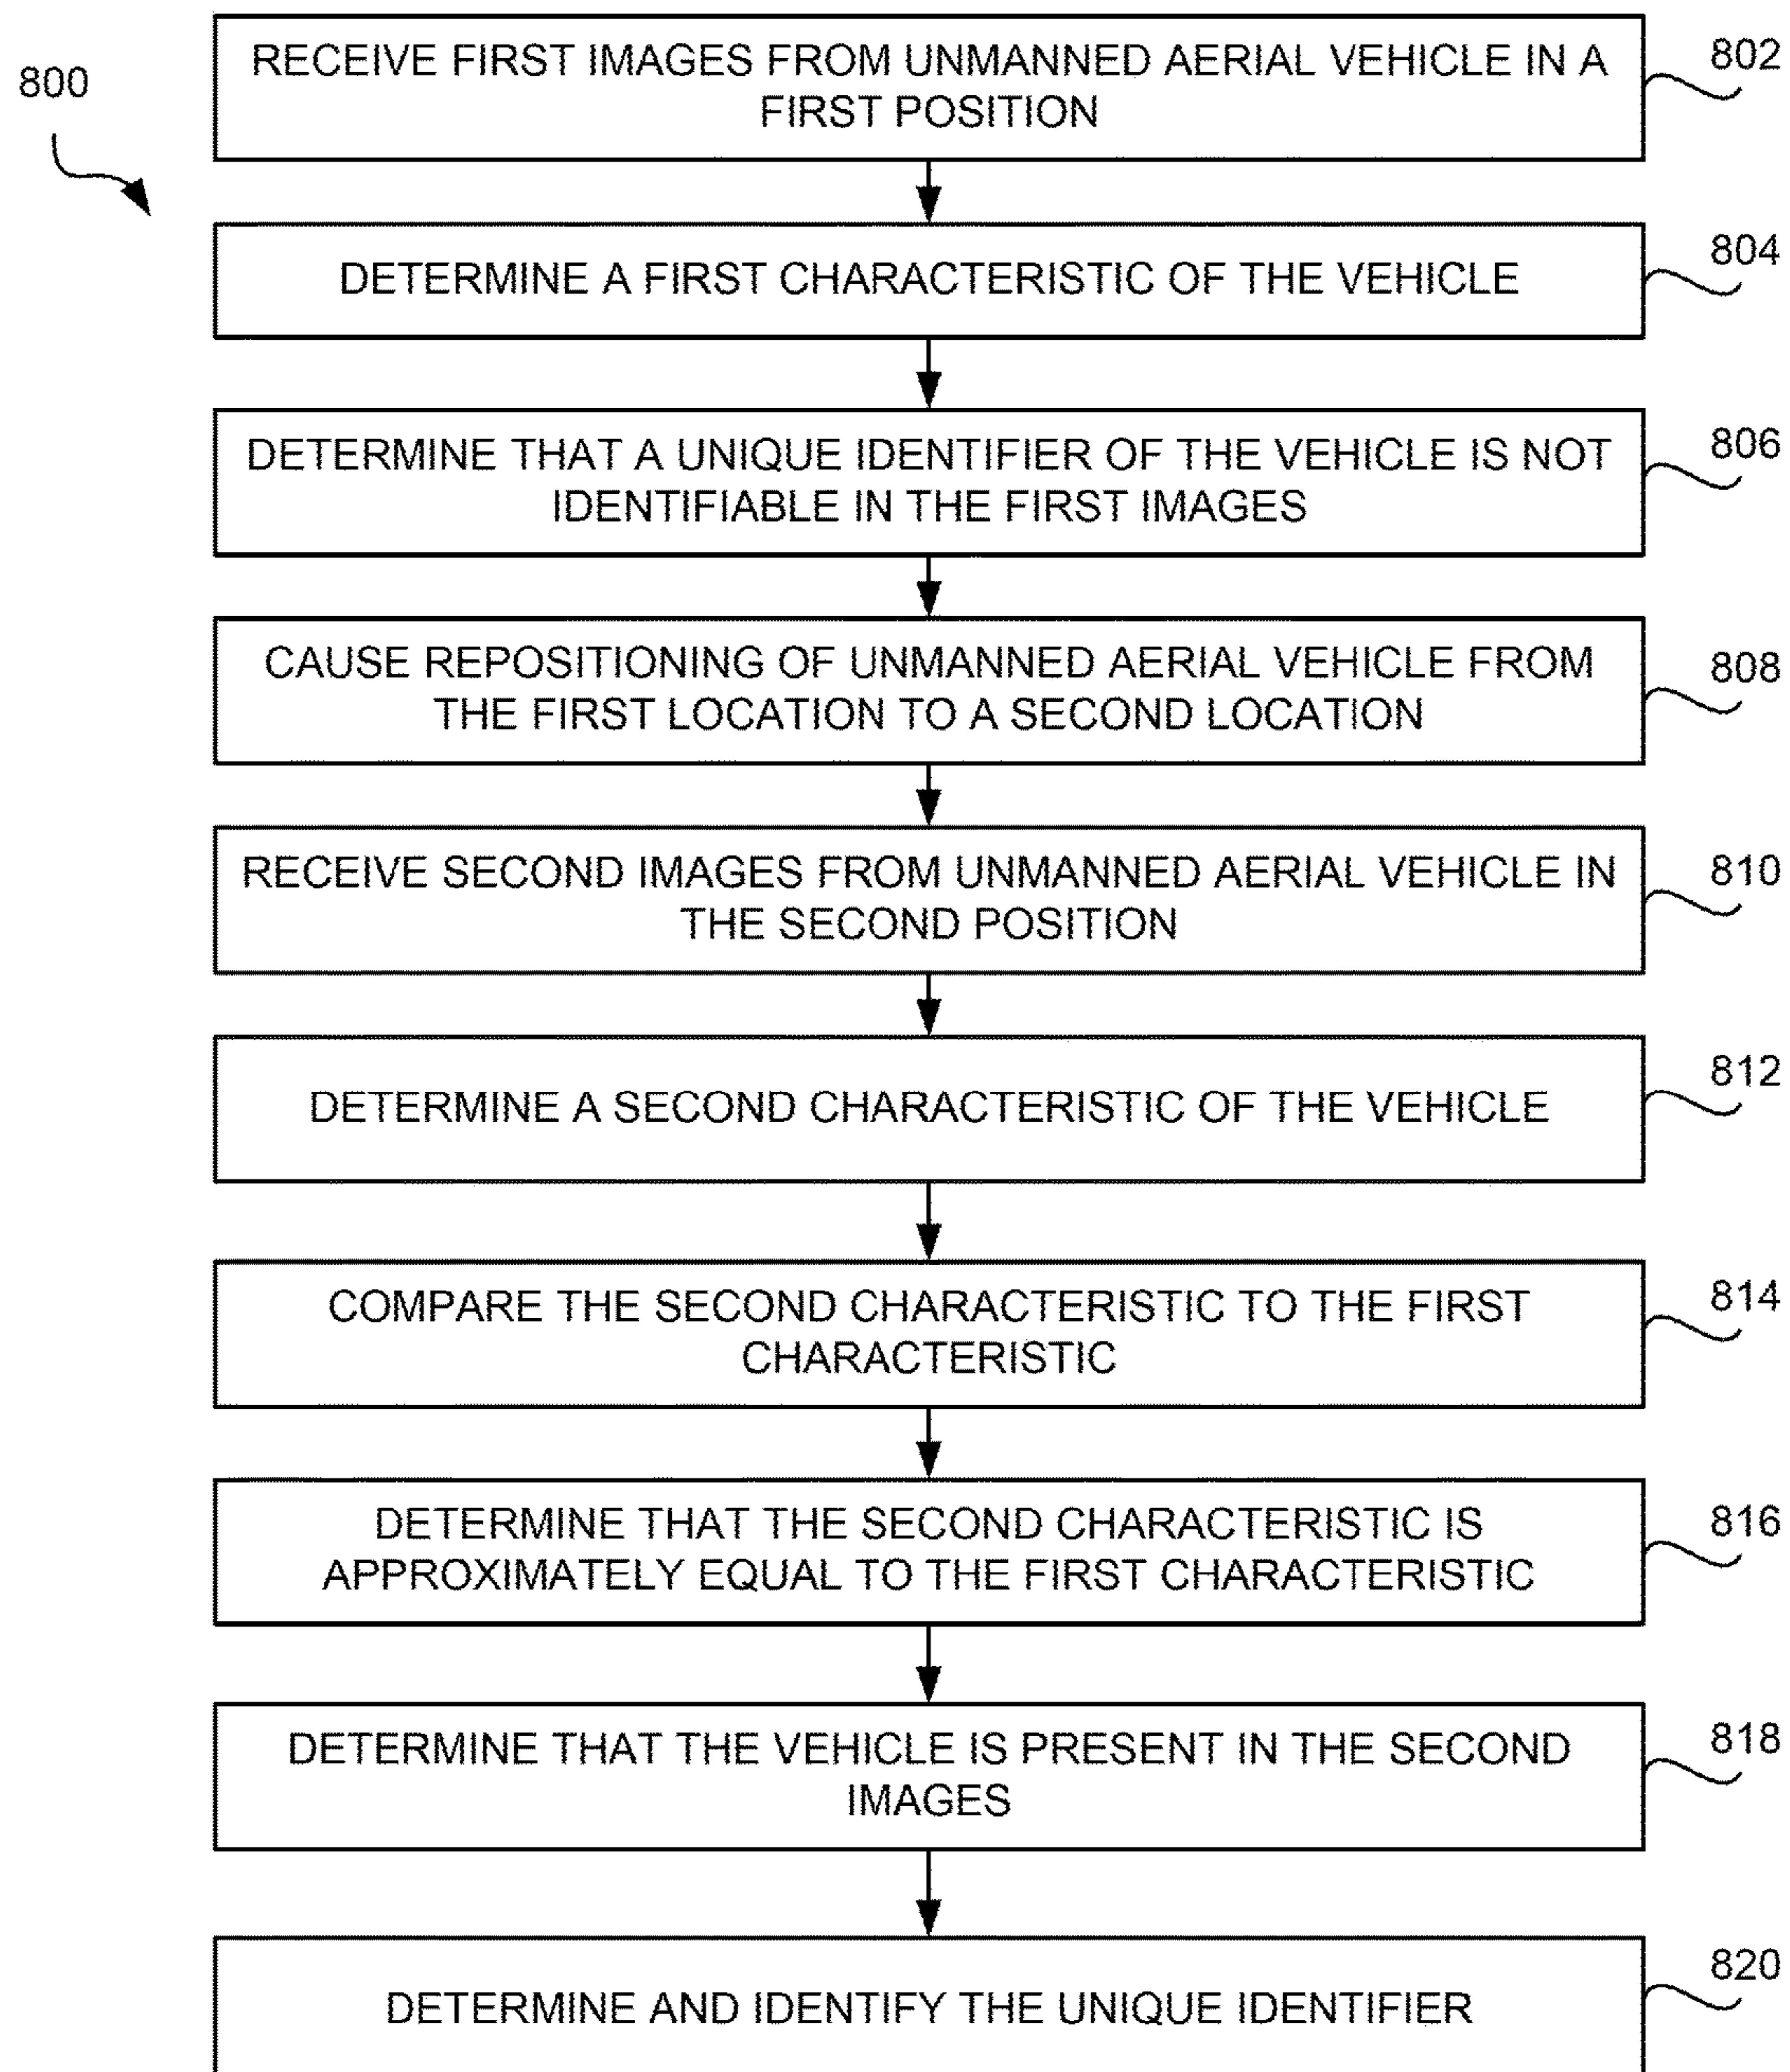 800
RECEIVE FIRST IMAGES FROM UNMANNED AERIAL VEHICLE IN A
FIRST POSITION
802
DETERMINE A FIRST CHARACTERISTIC OF THE VEHICLE
804
DETERMINE THAT A UNIQUE IDENTIFIER OF THE VEHICLE IS NOT
IDENTIFIABLE IN THE FIRST IMAGES
806
CAUSE REPOSITIONING OF UNMANNED AERIAL VEHICLE FROM
THE FIRST LOCATION TO A SECOND LOCATION
808
RECEIVE SECOND IMAGES FROM UNMANNED AERIAL VEHICLE IN
THE SECOND POSITION
810
DETERMINE A SECOND CHARACTERISTIC OF THE VEHICLE
812
COMPARE THE SECOND CHARACTERISTIC TO THE FIRST
CHARACTERISTIC
814
DETERMINE THAT THE SECOND CHARACTERISTIC IS
APPROXIMATELY EQUAL TO THE FIRST CHARACTERISTIC
816
DETERMINE THAT THE VEHICLE IS PRESENT IN THE SECOND
IMAGES
818
DETERMINE AND IDENTIFY THE UNIQUE IDENTIFIER
820